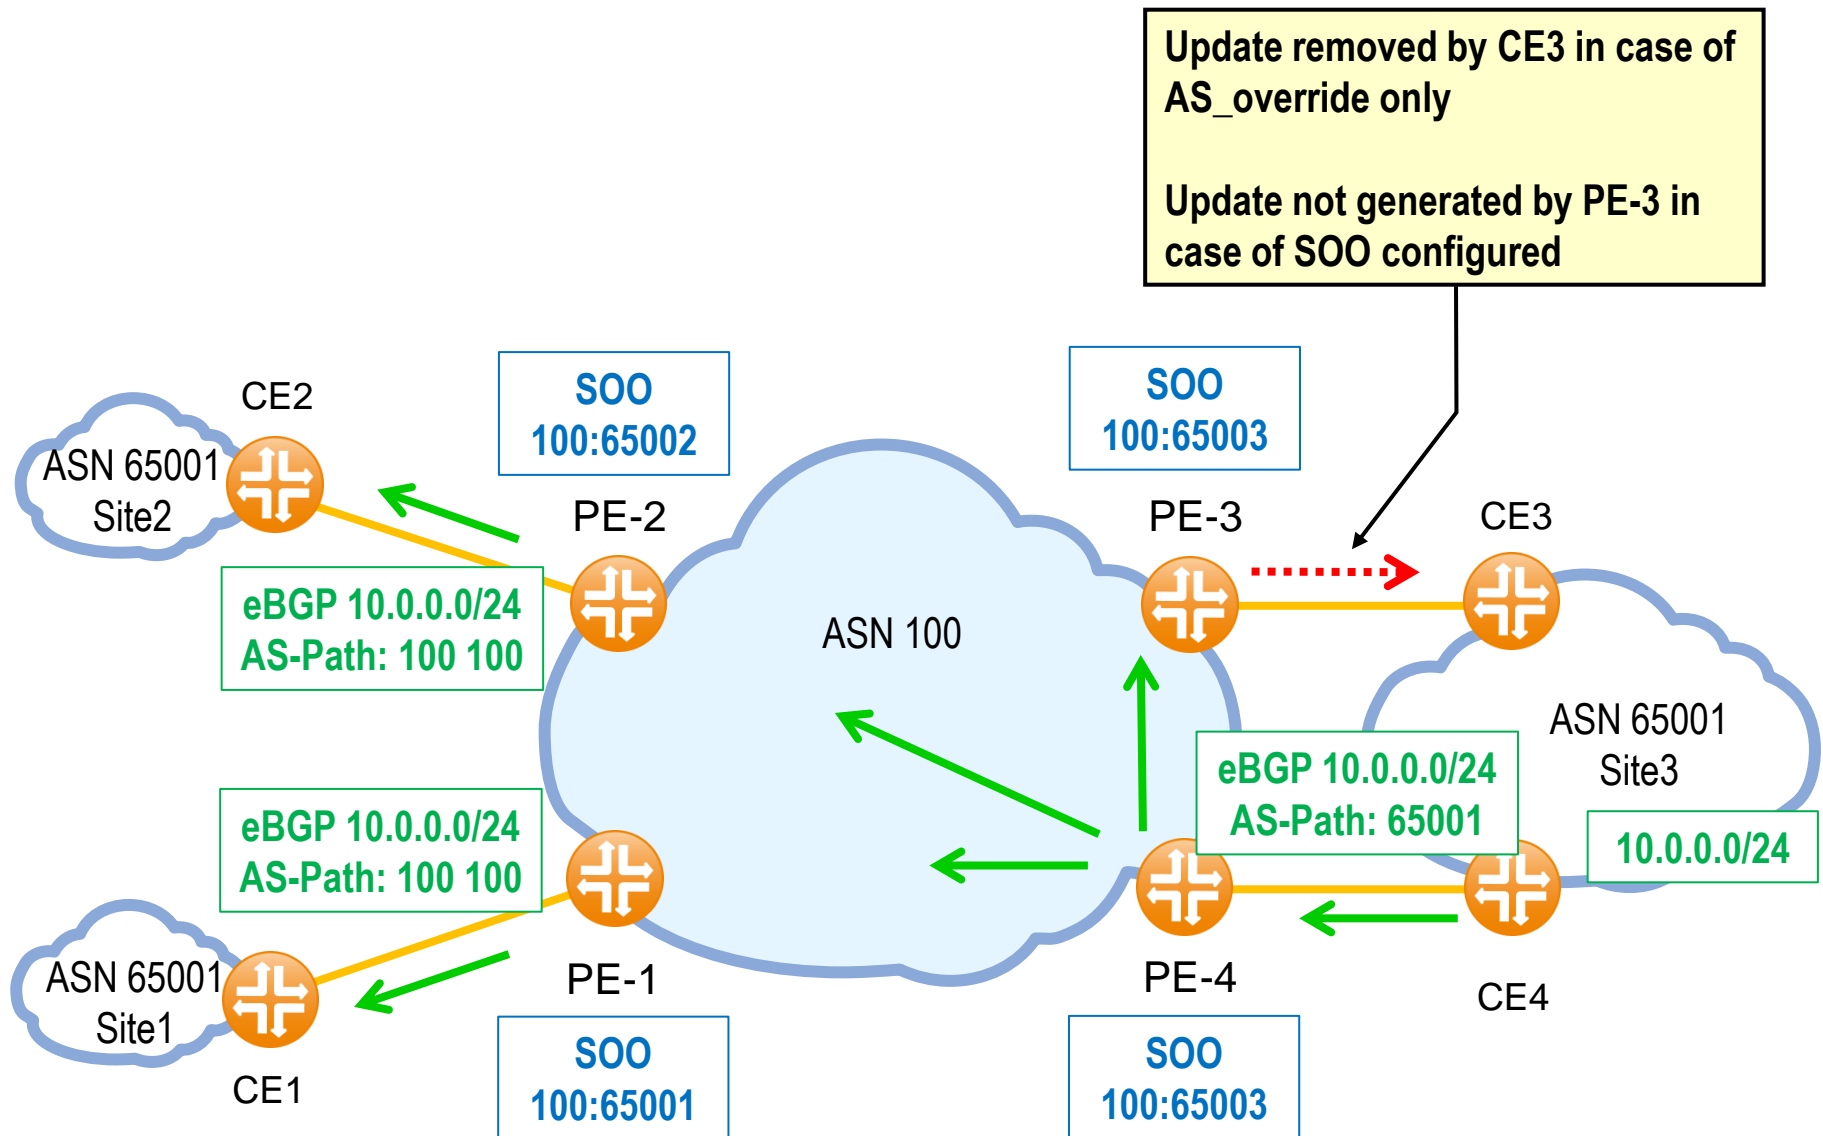 Update removed by CE3 in case of
AS_override only
Update not generated by PE-3 in
case of SOO configured
SOO
100:65002
SOO
100:65003
CE2
ASN 65001
Site2
PE-2
PE-3
CE3
eBGP 10.0.0.0/24
AS-Path: 100 100
ASN 100
ASN 65001
Site3
eBGP 10.0.0.0/24
AS-Path: 65001
10.0.0.0/24
eBGP 10.0.0.0/24
AS-Path: 100 100
ASN 65001
Site1
PE-1
PE-4
CE4
CE1
SOO
100:65001
SOO
100:65003